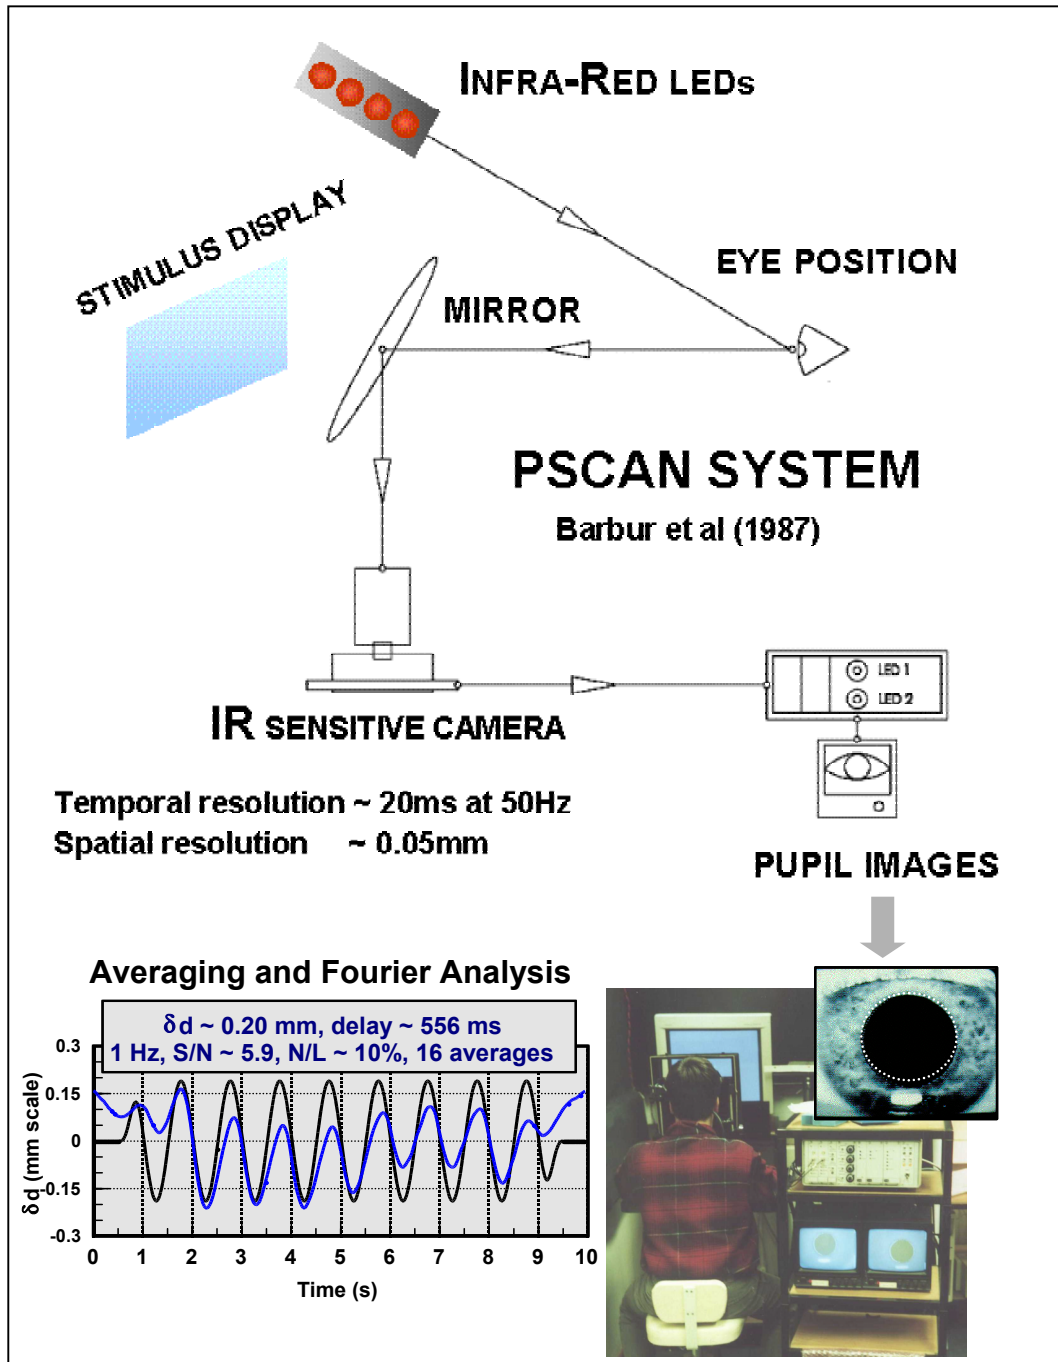 INFRA-RED LEDs
STIMULUS DISPLAY
EYE POSITION
MIRROR
PSCAN SYSTEM
Barbur et al (1987)
LED 1
LED 2
IR SENSITIVE CAMERA
Temporal resolution ~ 20ms at 50Hz
Spatial resolution ~ 0.05mm
PUPIL IMAGES
Averaging and Fourier Analysis
δd ~ 0.20 mm, delay ~ 556 ms
1 Hz, S/N ~ 5.9, N/L ~ 10%, 16 averages
δd (mm scale)
0.3
0.15
0
-0.15
-0.3
0 1 2 3 4 5 6 7 8 9 10
Time (s)